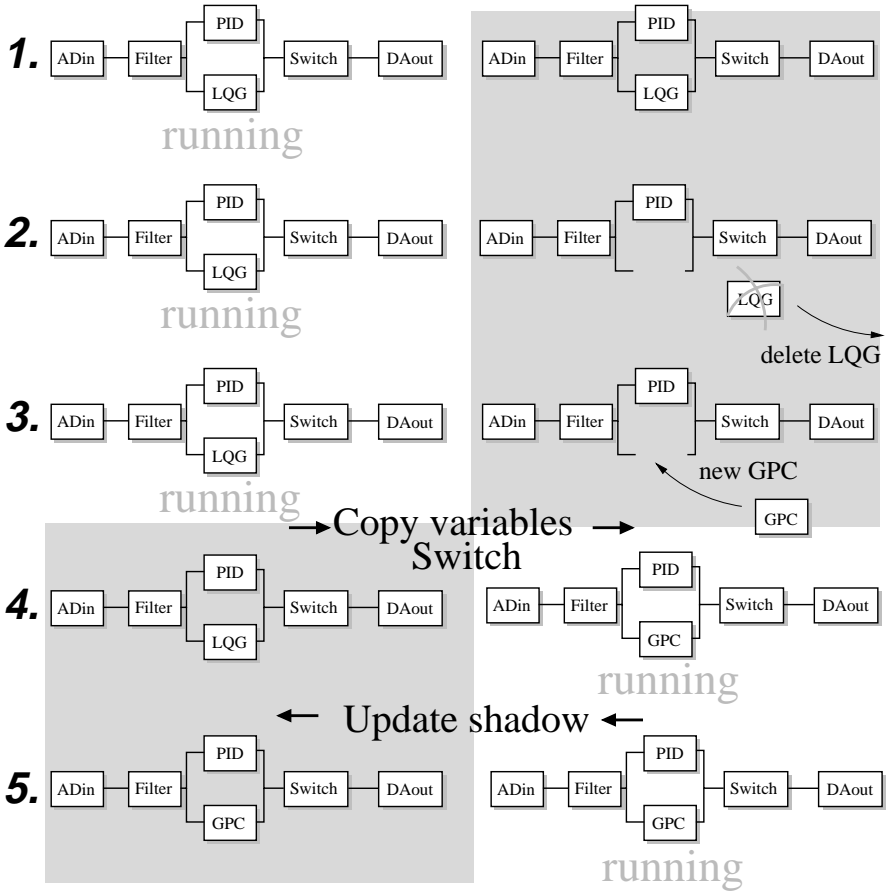 PID PID
1. ADin Filter Switch DAout ADin Filter Switch DAout
LQG LQG
running
PID PID
2. ADin Filter Switch DAout ADin Filter Switch DAout
LQG
LQG
running
delete LQG
PID PID
3. ADin Filter Switch DAout ADin Filter Switch DAout
LQG
new GPC
running
GPC
Copy variables
Switch
PID PID
4. ADin Filter Switch DAout ADin Filter Switch DAout
LQG GPC
running
Update shadow
PID PID
5. ADin Filter Switch DAout ADin Filter Switch DAout
GPC GPC
running